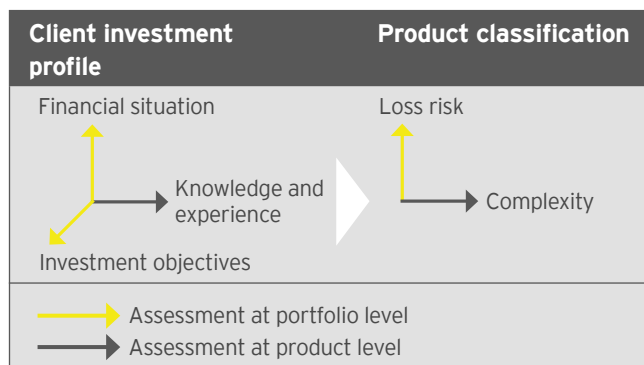 Client investment
profile
Product classification
Financial situation
Knowledge and
experience
Investment objectives
Loss risk
Complexity
Assessment at portfolio level
Assessment at product level